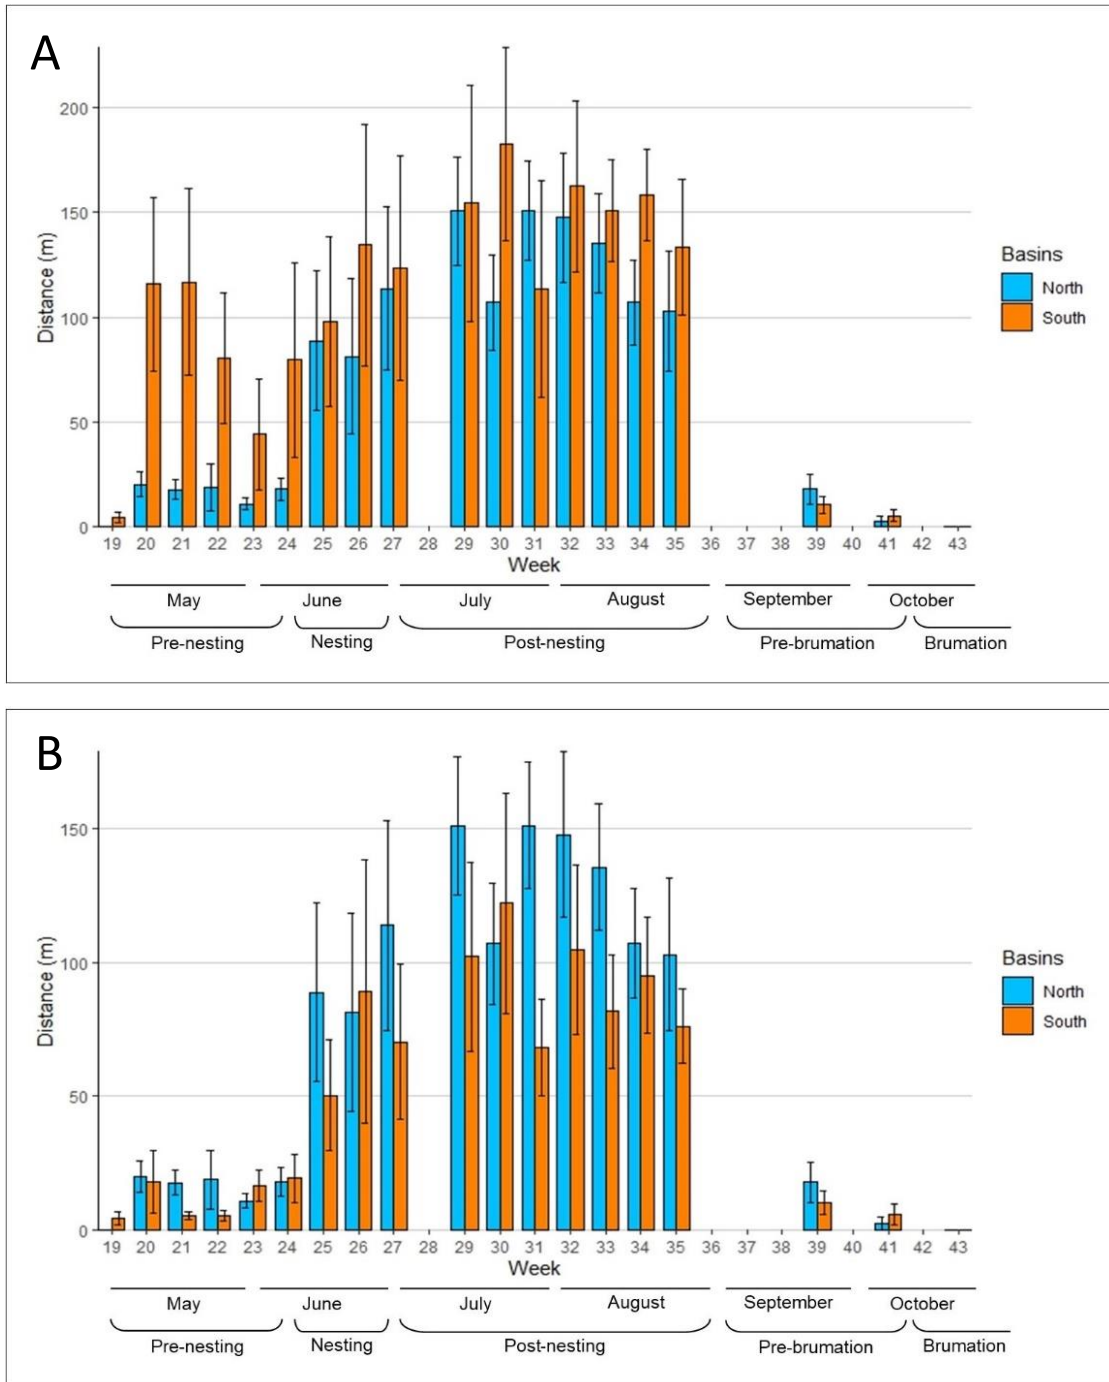 A
200
150
100
50
0
Distance (m)
19 20 21 22 23 24 25 26 27 28 29 30 31 32 33 34 35 36 37 38 39 40 41 42 43
Week
May June July August September October
Pre-nesting Nesting Post-nesting Pre-brumation Brumation
Basins
North
South
B
150
100
50
0
Distance (m)
19 20 21 22 23 24 25 26 27 28 29 30 31 32 33 34 35 36 37 38 39 40 41 42 43
Week
May June July August September October
Pre-nesting Nesting Post-nesting Pre-brumation Brumation
Basins
North
South